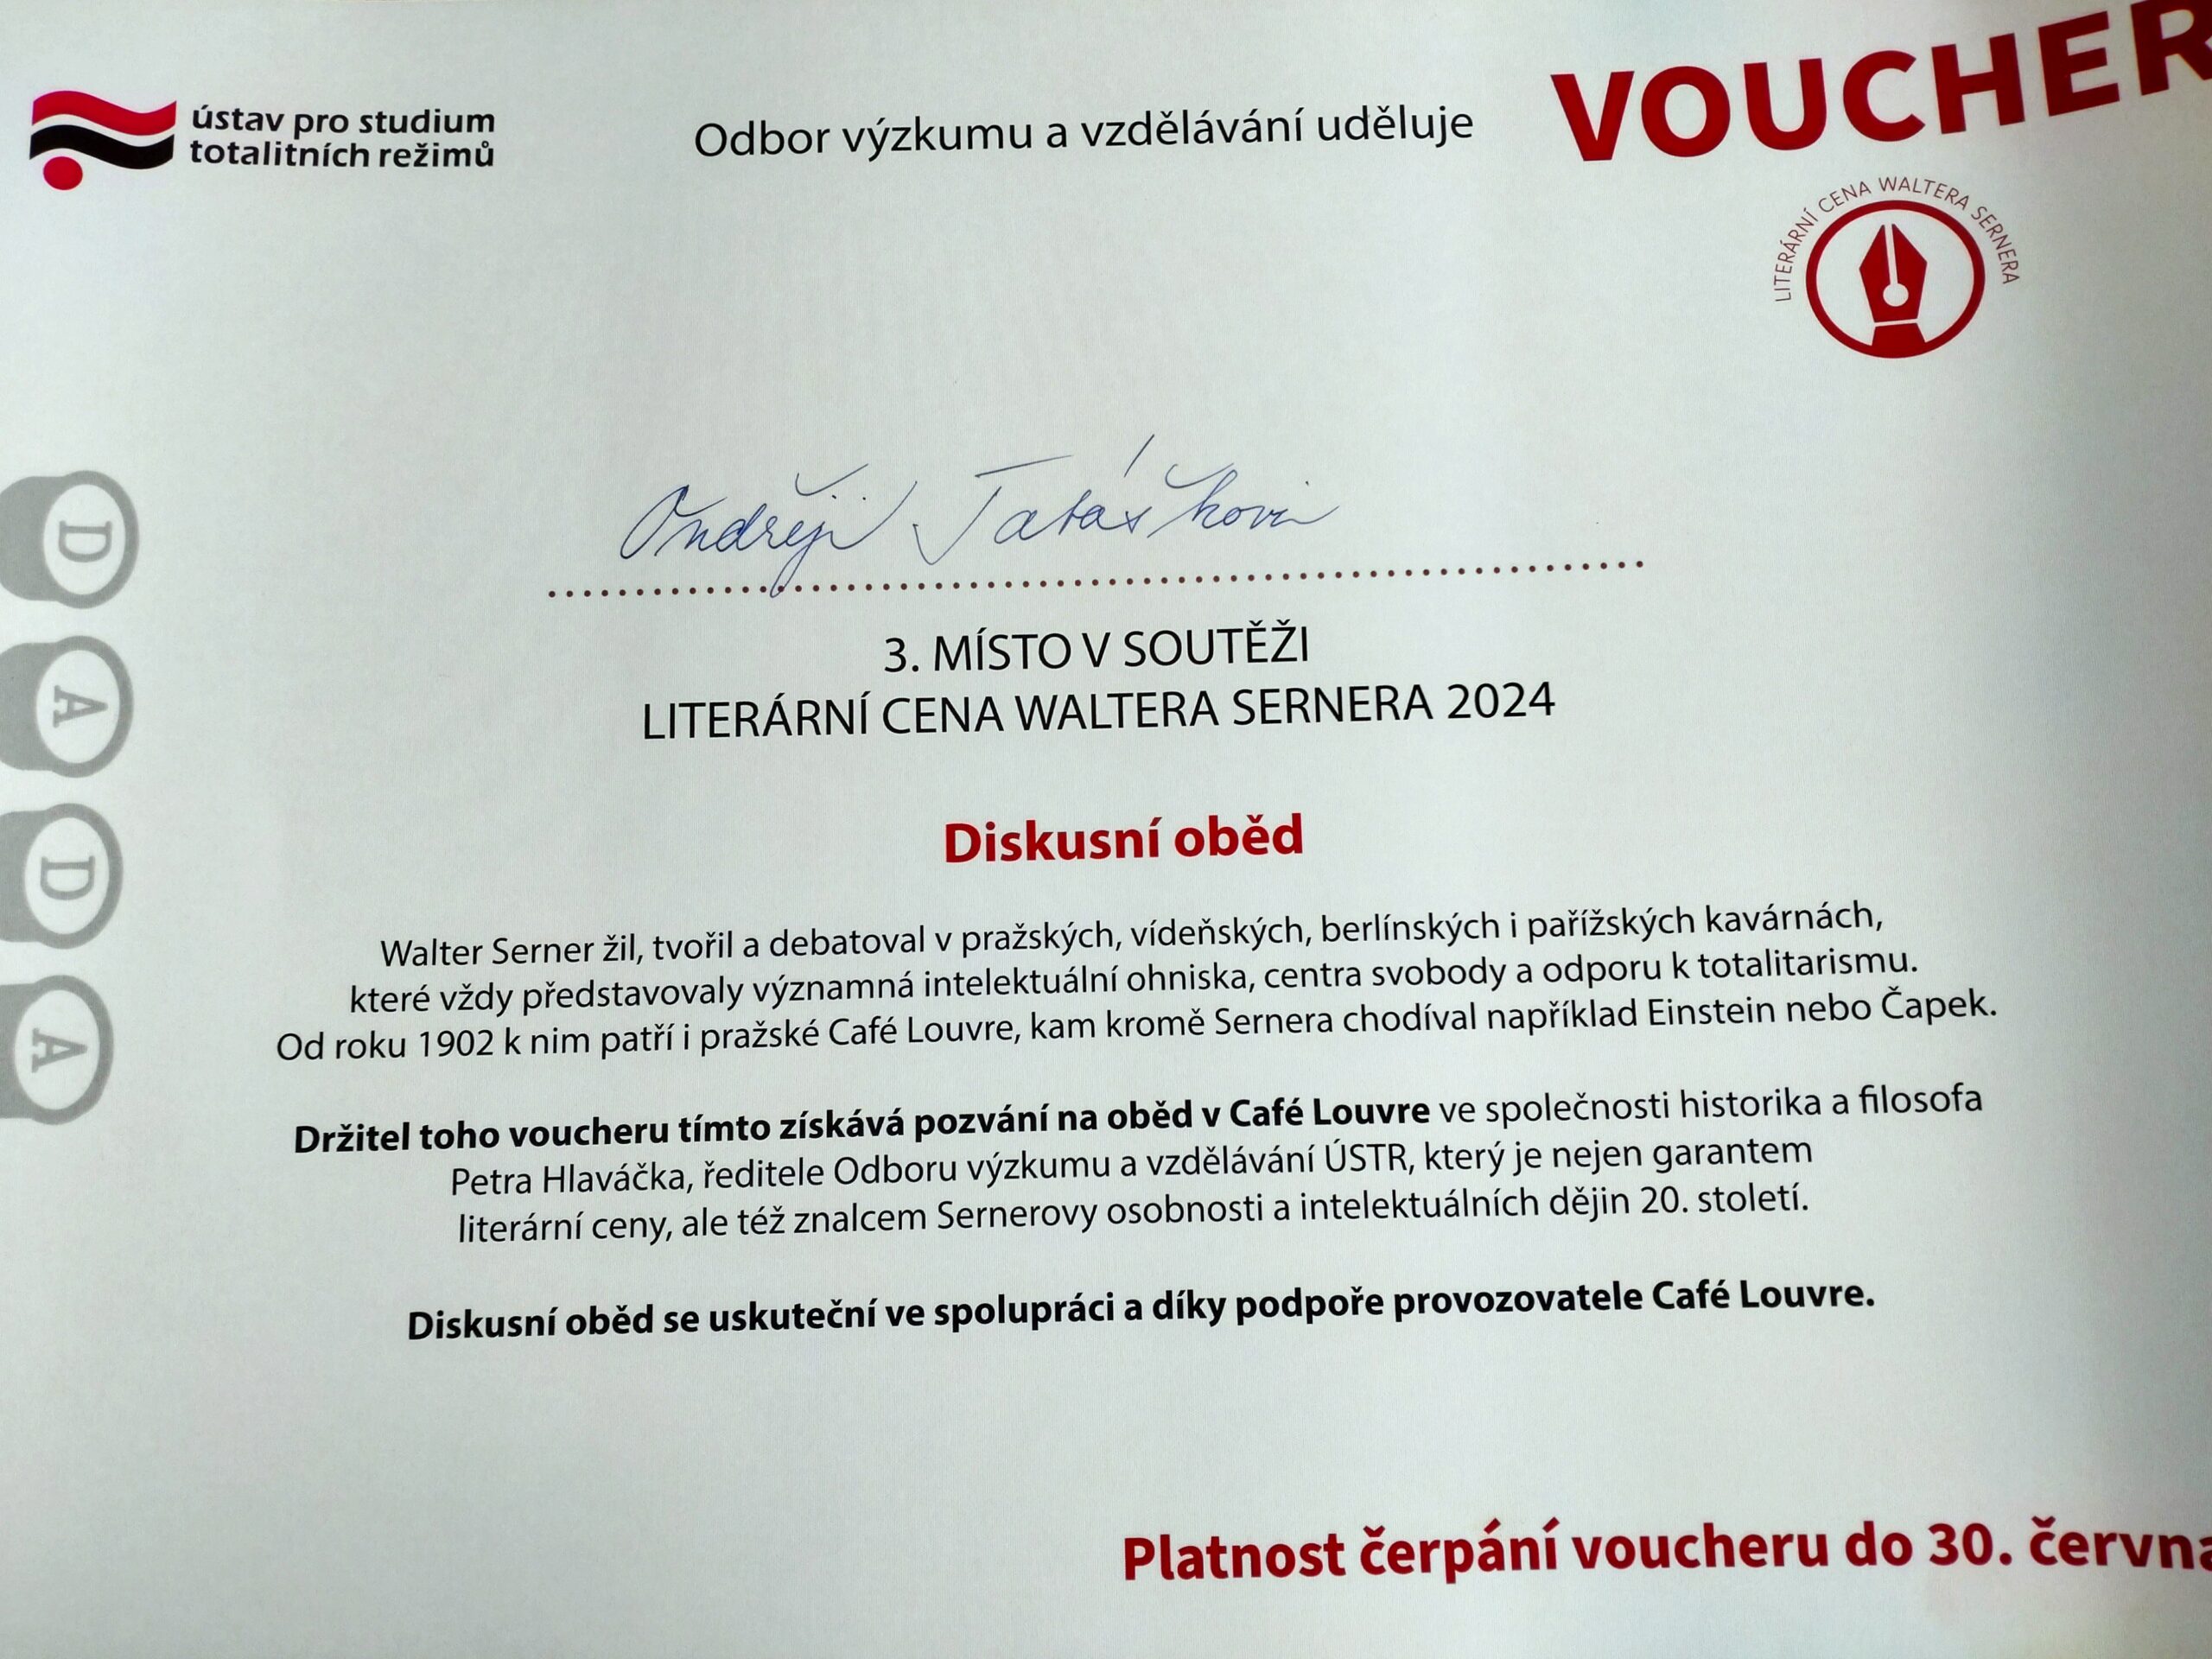 ústav pro studium
totalitních režimů
Odbor výzkumu a vzdělávání uděluje
VOUCHER
LITERÁRNÍ CENA WALTERA SERNERA
Ondřeji Tatáškovi
3. MÍSTO V SOUTĚŽI
LITERÁRNÍ CENA WALTERA SERNERA 2024
Diskusní oběd
Walter Serner žil, tvořil a debatoval v pražských, vídeňských, berlínských i pařížských kavárnách,
které vždy představovaly významná intelektuální ohniska, centra svobody a odporu k totalitarismu.
Od roku 1902 k nim patří i pražské Café Louvre, kam kromě Sernera chodíval například Einstein nebo Čapek.
Držitel toho voucheru tímto získává pozvání na oběd v Café Louvre ve společnosti historika a filosofa
Petra Hlaváčka, ředitele Odboru výzkumu a vzdělávání ÚSTR, který je nejen garantem
literární ceny, ale též znalcem Sernerovy osobnosti a intelektuálních dějin 20. století.
Diskusní oběd se uskuteční ve spolupráci a díky podpoře provozovatele Café Louvre.
Platnost čerpání voucheru do 30. června
D
A
D
A